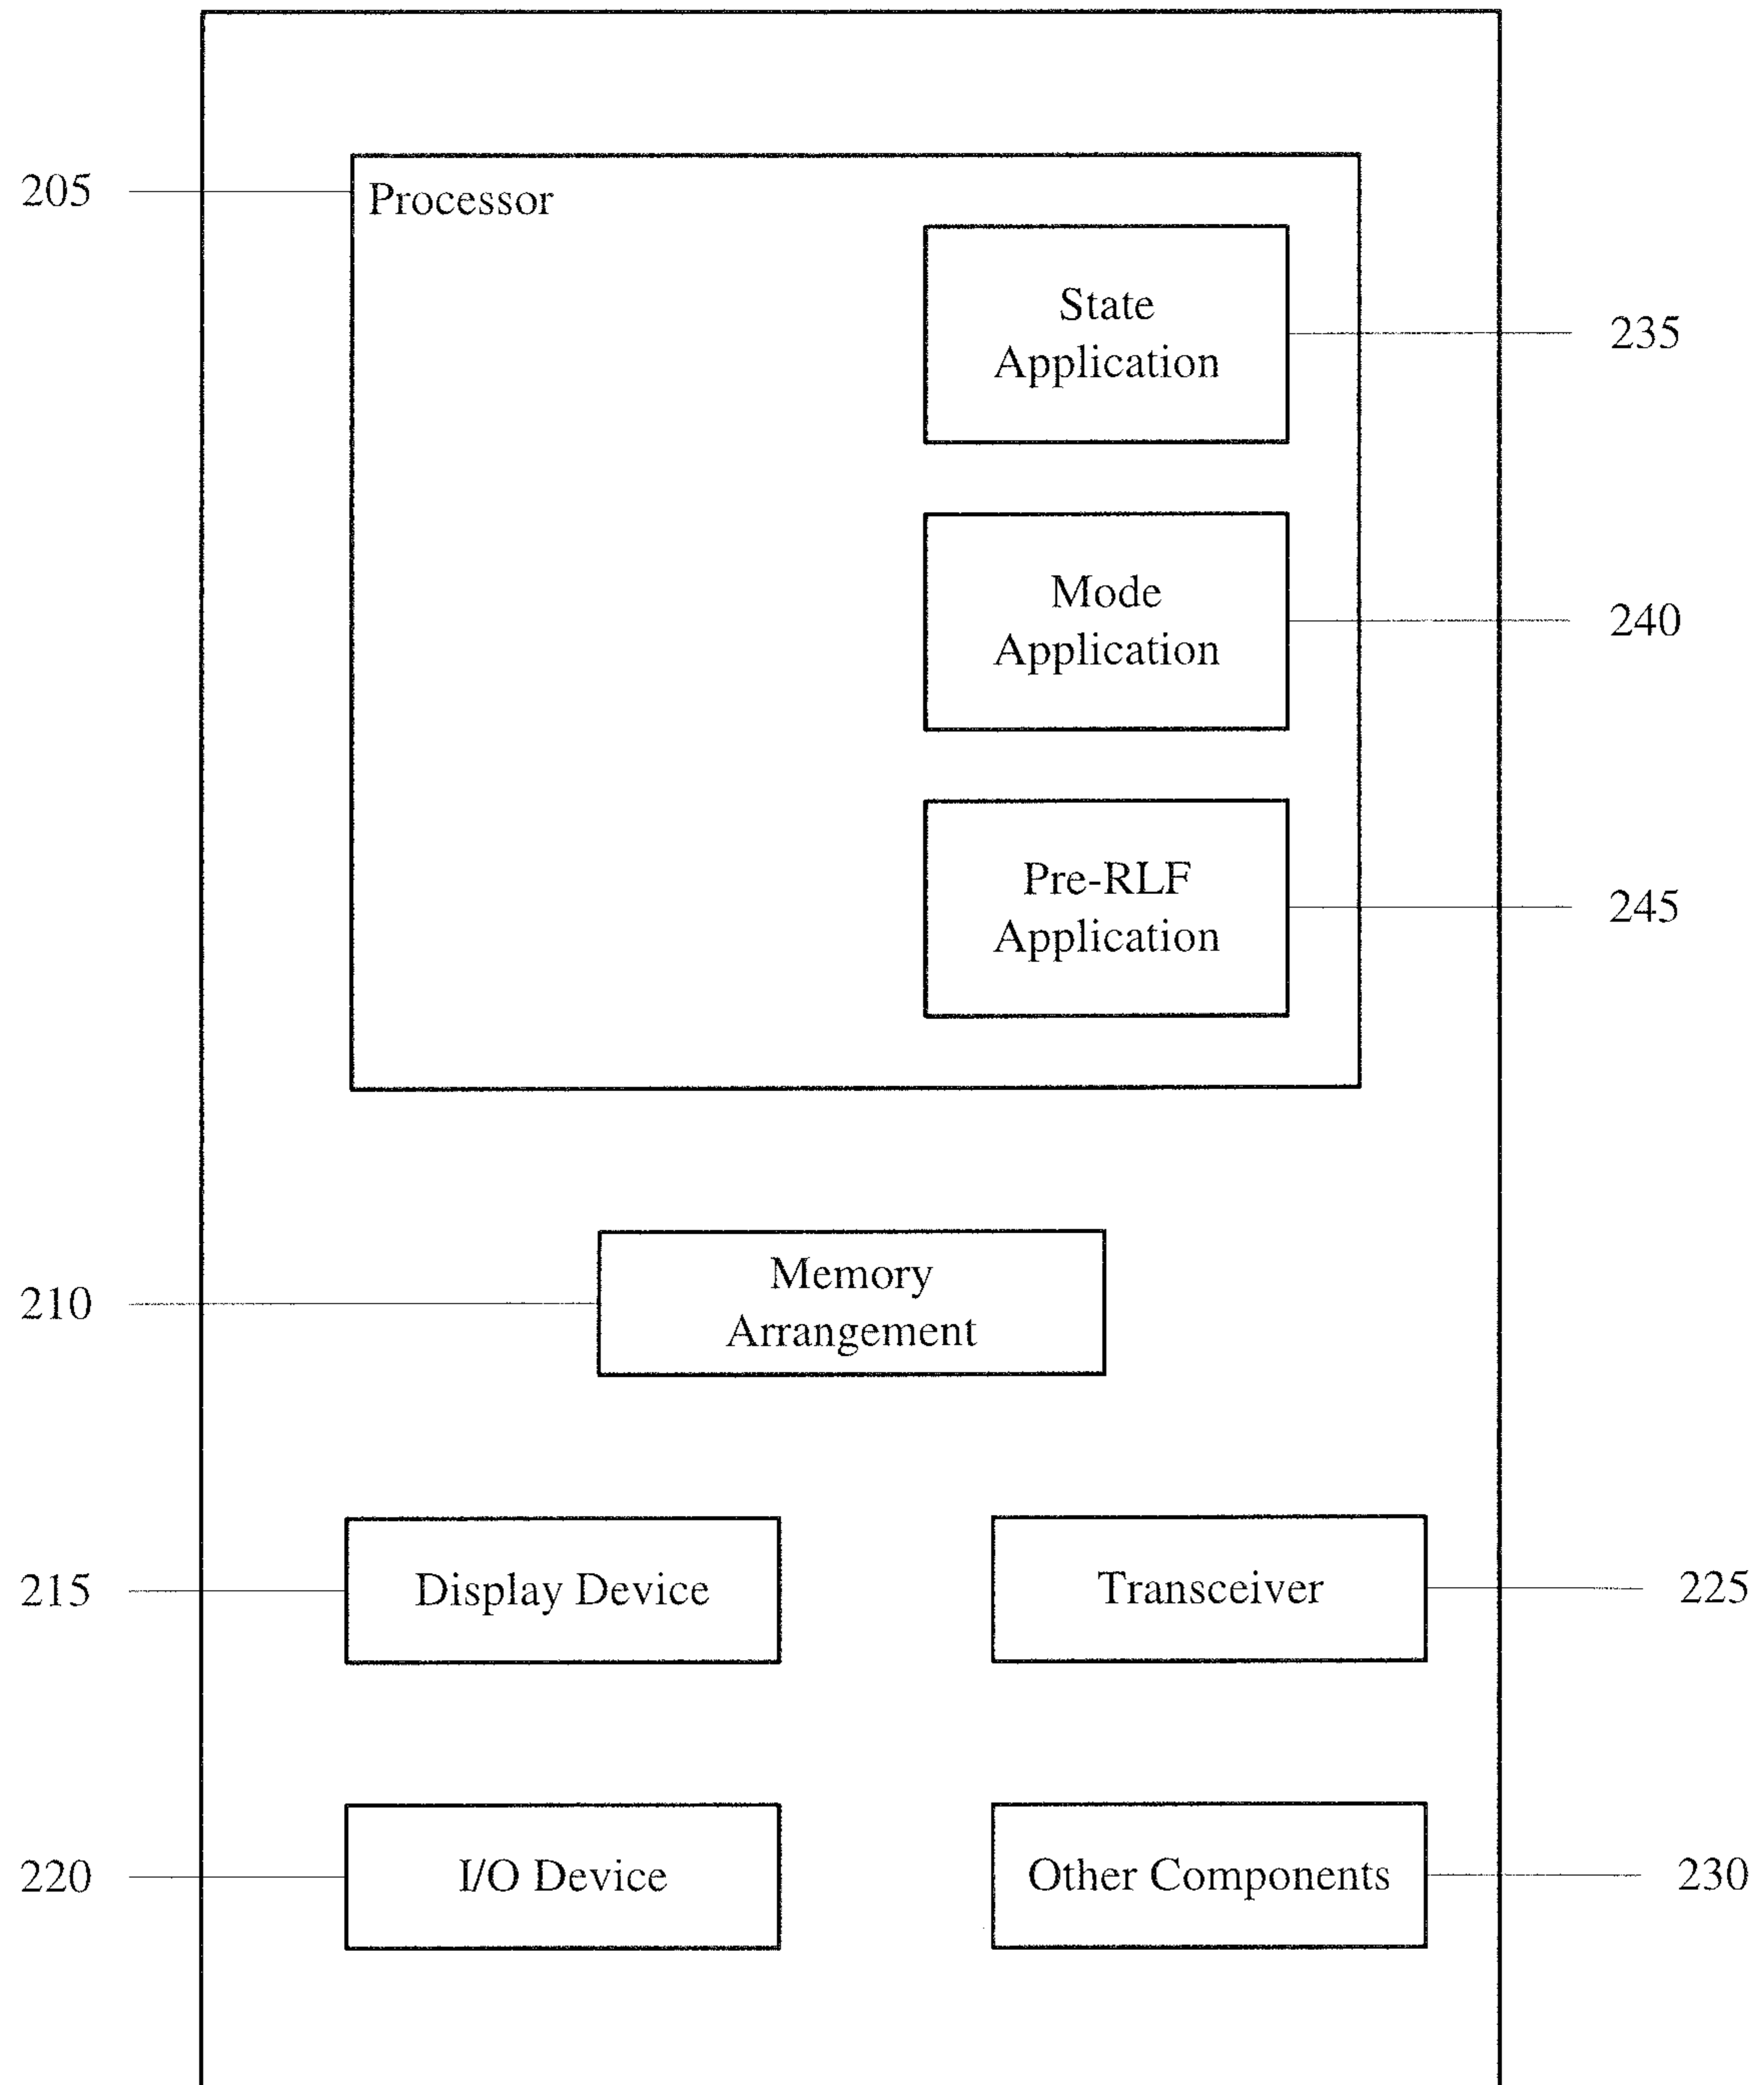 205
Processor
State
Application
235
Mode
Application
240
Pre-RLF
Application
245
210
Memory
Arrangement
215
Display Device
Transceiver
225
220
I/O Device
Other Components
230